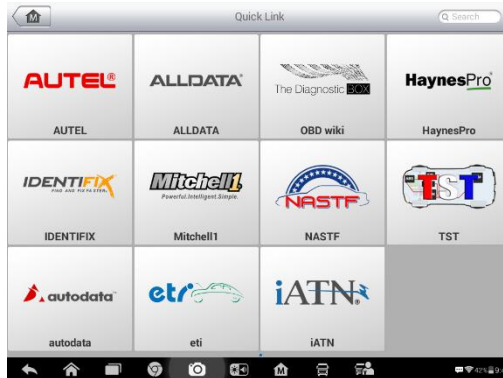 M
Quick Link
Search
AUTEL®
AUTEL
ALLDATA
ALLDATA
The Diagnostic BOX
OBD wiki
HaynesPro
HaynesPro
IDENTIFIX
FIND AND FIX FASTER.
IDENTIFIX
Mitchell1
Powerful.Intelligent.Simple.
Mitchell1
NASTF
NASTF
TST
TST
autodata
autodata
eti
eti
iATN
iATN
M
42%